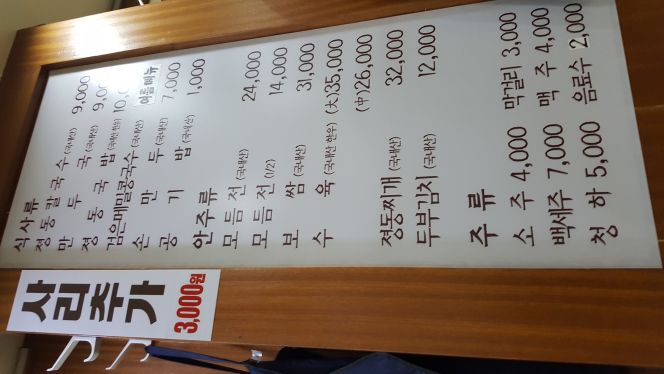 식사류
정동칼국수(국내산) 9,000
만두국(국내산)
정동국밥(국내산 한우)
검은메밀콩국수(국내산) 여름메뉴
손만두(국내산) 7,000
공기밥(국내산) 1,000
안주류
모듬전(국내산) 24,000
모듬전(1/2) 14,000
보쌈(국내산) 31,000
수육(국내산 한우) (大)35,000
(中)26,000
정동찌개(국내산) 32,000
두부김치(국내산) 12,000
주류
소주 4,000 막걸리 3,000
백세주 7,000 맥주 4,000
청하 5,000 음료수 2,000
사리추가
3,000원